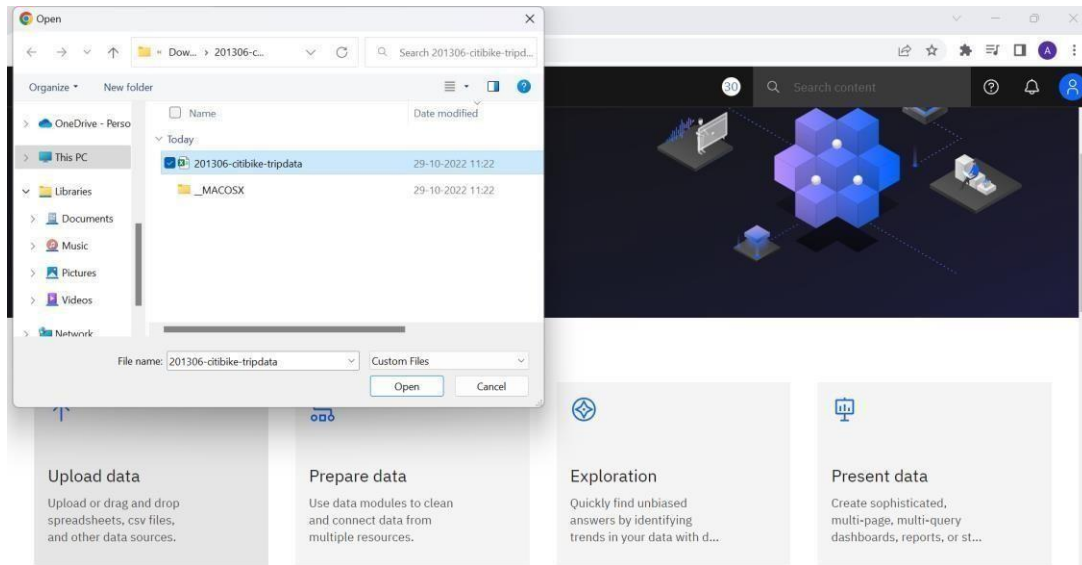 Open
Dow... > 201306-c...
Search 201306-citibike-tripd...
Organize
New folder
Name
Date modified
OneDrive - Perso
Today
This PC
201306-citibike-tripdata
29-10-2022 11:22
Libraries
__MACOSX
29-10-2022 11:22
Documents
Music
Pictures
Videos
Network
File name:
201306-citibike-tripdata
Custom Files
Open
Cancel
A
30
Search content
Upload data
Upload or drag and drop
spreadsheets, csv files,
and other data sources.
Prepare data
Use data modules to clean
and connect data from
multiple resources.
Exploration
Quickly find unbiased
answers by identifying
trends in your data with d...
Present data
Create sophisticated,
multi-page, multi-query
dashboards, reports, or st...